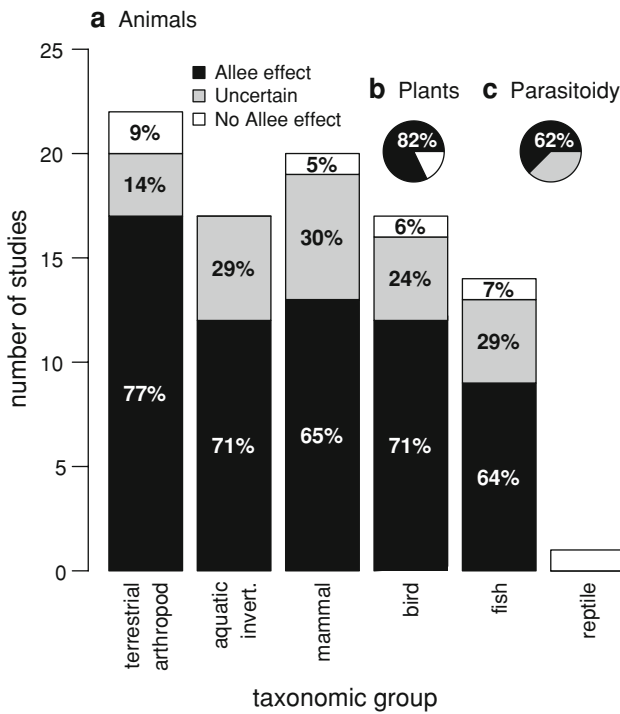 a Animals
25
20
15
10
5
0
number of studies
Allee effect
Uncertain
No Allee effect
b Plants
82%
c Parasitoidy
62%
9%
14%
77%
29%
71%
5%
30%
65%
6%
24%
71%
7%
29%
64%
terrestrial
arthropod
aquatic
invert.
mammal
bird
fish
reptile
taxonomic group